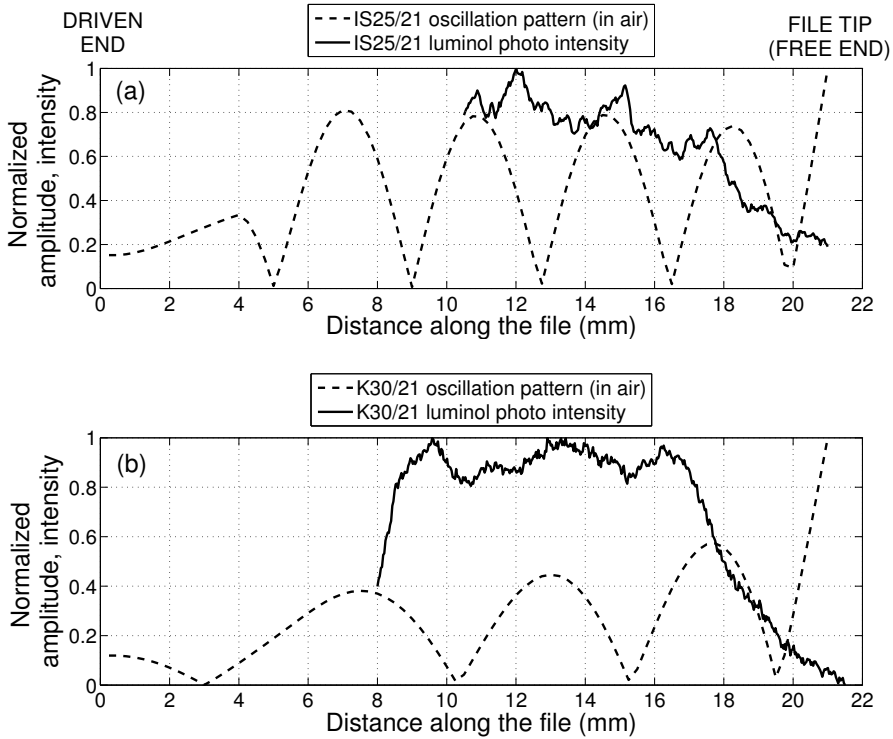 DRIVEN
END
IS25/21 oscillation pattern (in air)
IS25/21 luminol photo intensity
FILE TIP
(FREE END)
(a)
Normalized
amplitude, intensity
1
0.8
0.6
0.4
0.2
0
0 2 4 6 8 10 12 14 16 18 20 22
Distance along the file (mm)
K30/21 oscillation pattern (in air)
K30/21 luminol photo intensity
(b)
Normalized
amplitude, intensity
1
0.8
0.6
0.4
0.2
0
0 2 4 6 8 10 12 14 16 18 20 22
Distance along the file (mm)